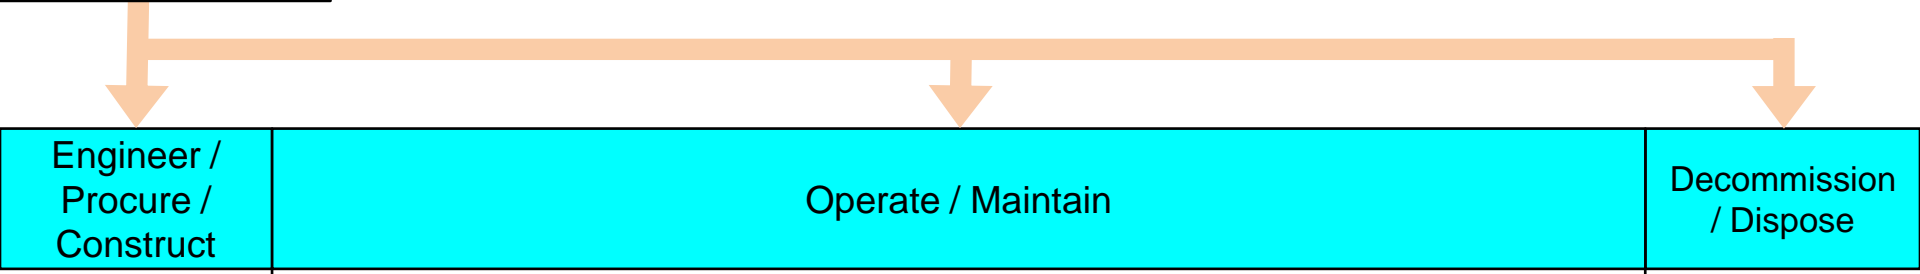 Engineer /
Procure /
Construct
Operate / Maintain
Decommission
/ Dispose